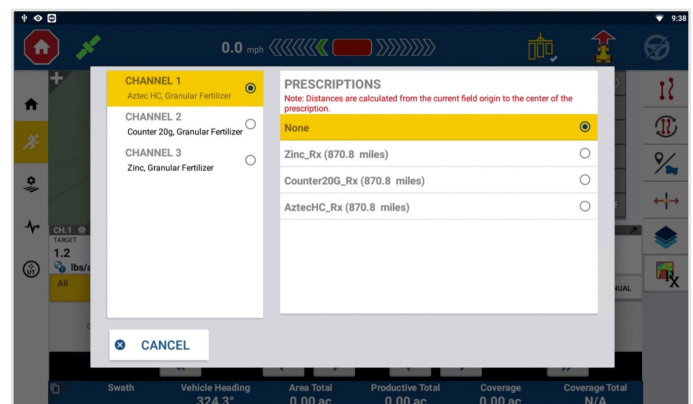 9:38
0.0 mph
CHANNEL 1
Aztec HC, Granular Fertilizer
CHANNEL 2
Counter 20g, Granular Fertilizer
CHANNEL 3
Zinc, Granular Fertilizer
PRESCRIPTIONS
Note: Distances are calculated from the current field origin to the center of the
prescription.
None
Zinc_Rx (870.8 miles)
Counter20G_Rx (870.8 miles)
AztecHC_Rx (870.8 miles)
CANCEL
CH.1
TARGET
1.2
lbs/a
All
NUAL
UT
Rx
Swath
Vehicle Heading
Area Total
Productive Total
Coverage
Coverage Total
324.3°
0.00 ac
0.00 ac
0.00 ac
N/A